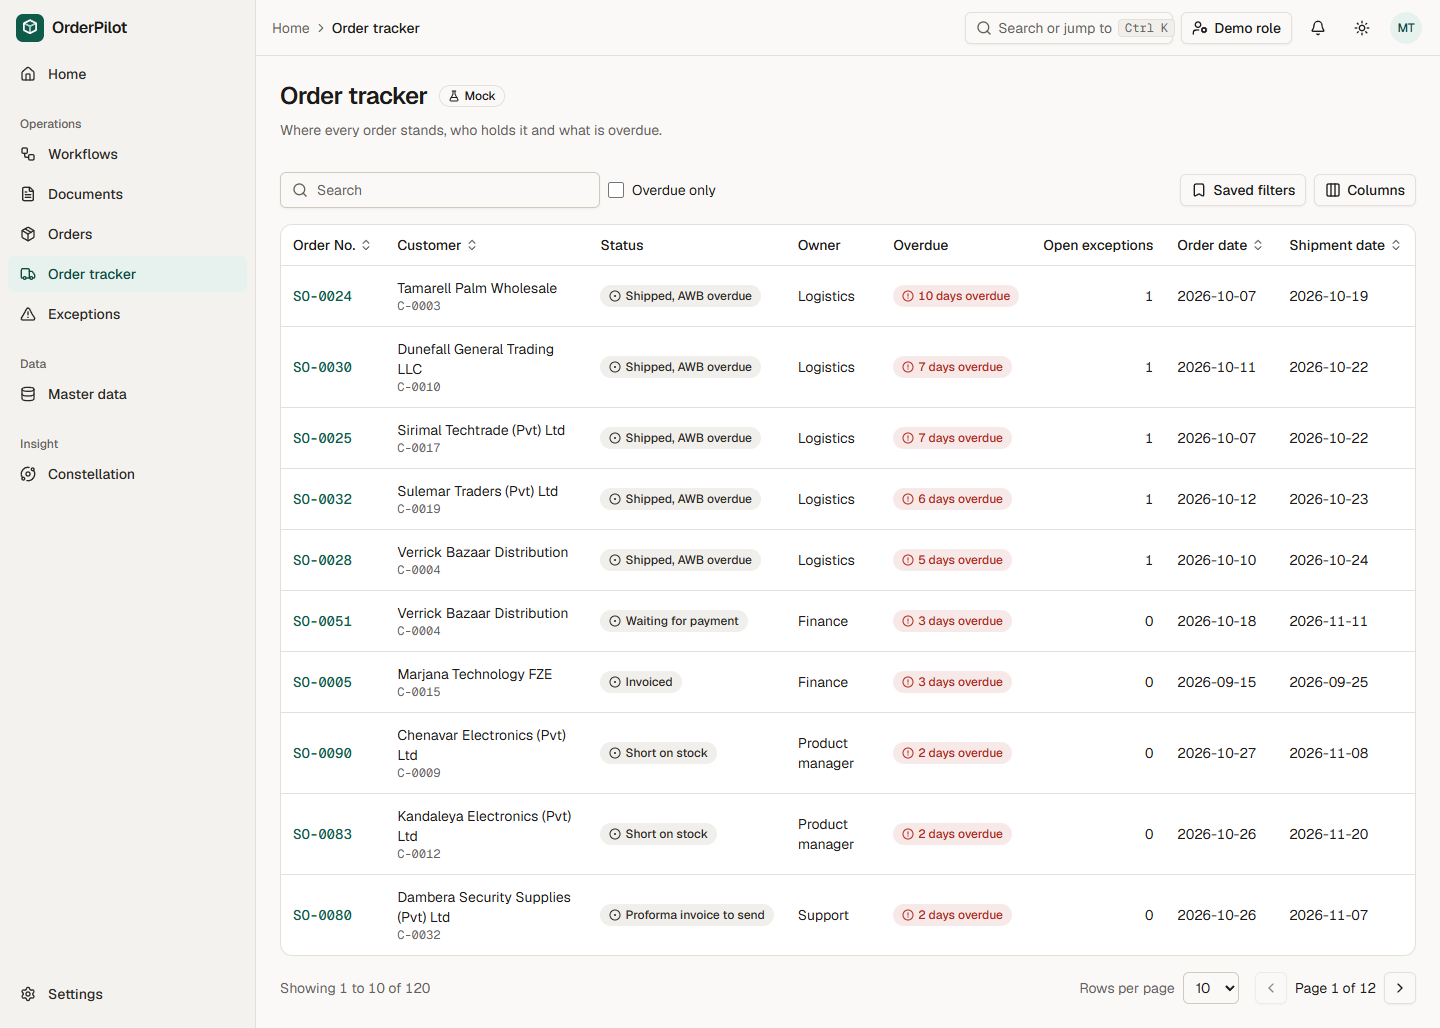 OrderPilot
Home > Order tracker
Search or jump to Ctrl K
Demo role
MT
Home
Operations
Workflows
Documents
Orders
Order tracker
Exceptions
Data
Master data
Insight
Constellation
Settings
Order tracker
Mock
Where every order stands, who holds it and what is overdue.
Search
Overdue only
Saved filters
Columns
Order No. Customer Status Owner Overdue Open exceptions Order date Shipment date
SO-0024 Tamarell Palm Wholesale Shipped, AWB overdue Logistics 10 days overdue 1 2026-10-07 2026-10-19
C-0003
Dunefall General Trading
SO-0030 LLC Shipped, AWB overdue Logistics 7 days overdue 1 2026-10-11 2026-10-22
C-0010
SO-0025 Sirimal Techtrade (Pvt) Ltd Shipped, AWB overdue Logistics 7 days overdue 1 2026-10-07 2026-10-22
C-0017
SO-0032 Sulemar Traders (Pvt) Ltd Shipped, AWB overdue Logistics 6 days overdue 1 2026-10-12 2026-10-23
C-0019
SO-0028 Verrick Bazaar Distribution Shipped, AWB overdue Logistics 5 days overdue 1 2026-10-10 2026-10-24
C-0004
SO-0051 Verrick Bazaar Distribution Waiting for payment Finance 3 days overdue 0 2026-10-18 2026-11-11
C-0004
SO-0005 Marjana Technology FZE Invoiced Finance 3 days overdue 0 2026-09-15 2026-09-25
C-0015
Chenavar Electronics (Pvt) Product
SO-0090 Ltd Short on stock manager 2 days overdue 0 2026-10-27 2026-11-08
C-0009
Kandaleya Electronics (Pvt) Product
SO-0083 Ltd Short on stock manager 2 days overdue 0 2026-10-26 2026-11-20
C-0012
Dambera Security Supplies
SO-0080 (Pvt) Ltd Proforma invoice to send Support 2 days overdue 0 2026-10-26 2026-11-07
C-0032
Showing 1 to 10 of 120
Rows per page 10
Page 1 of 12